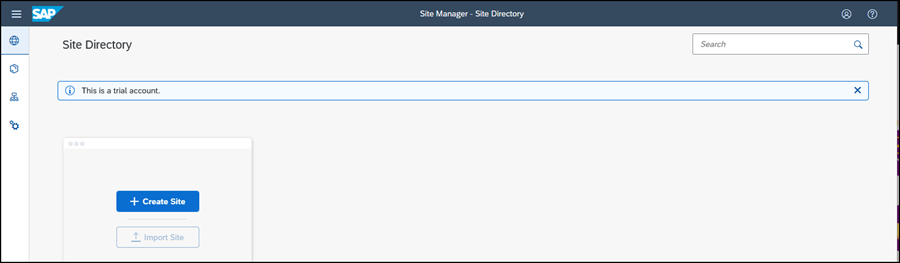 SAP
Site Manager - Site Directory
Site Directory
Search
This is a trial account.
Create Site
Import Site